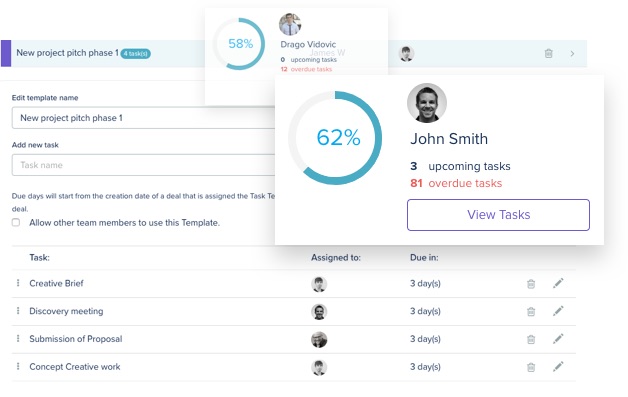 58%
Drago Vidovic
New project pitch phase 1 4 task(s)
James W
0 upcoming tasks
12 overdue tasks
62%
John Smith
3 upcoming tasks
81 overdue tasks
View Tasks
Edit template name
New project pitch phase 1
Add new task
Task name
Due days will start from the creation date of a deal that is assigned the Task Te
deal.
Allow other team members to use this Template.
Task: Assigned to: Due in:
Creative Brief 3 day(s)
Discovery meeting 3 day(s)
Submission of Proposal 3 day(s)
Concept Creative work 3 day(s)